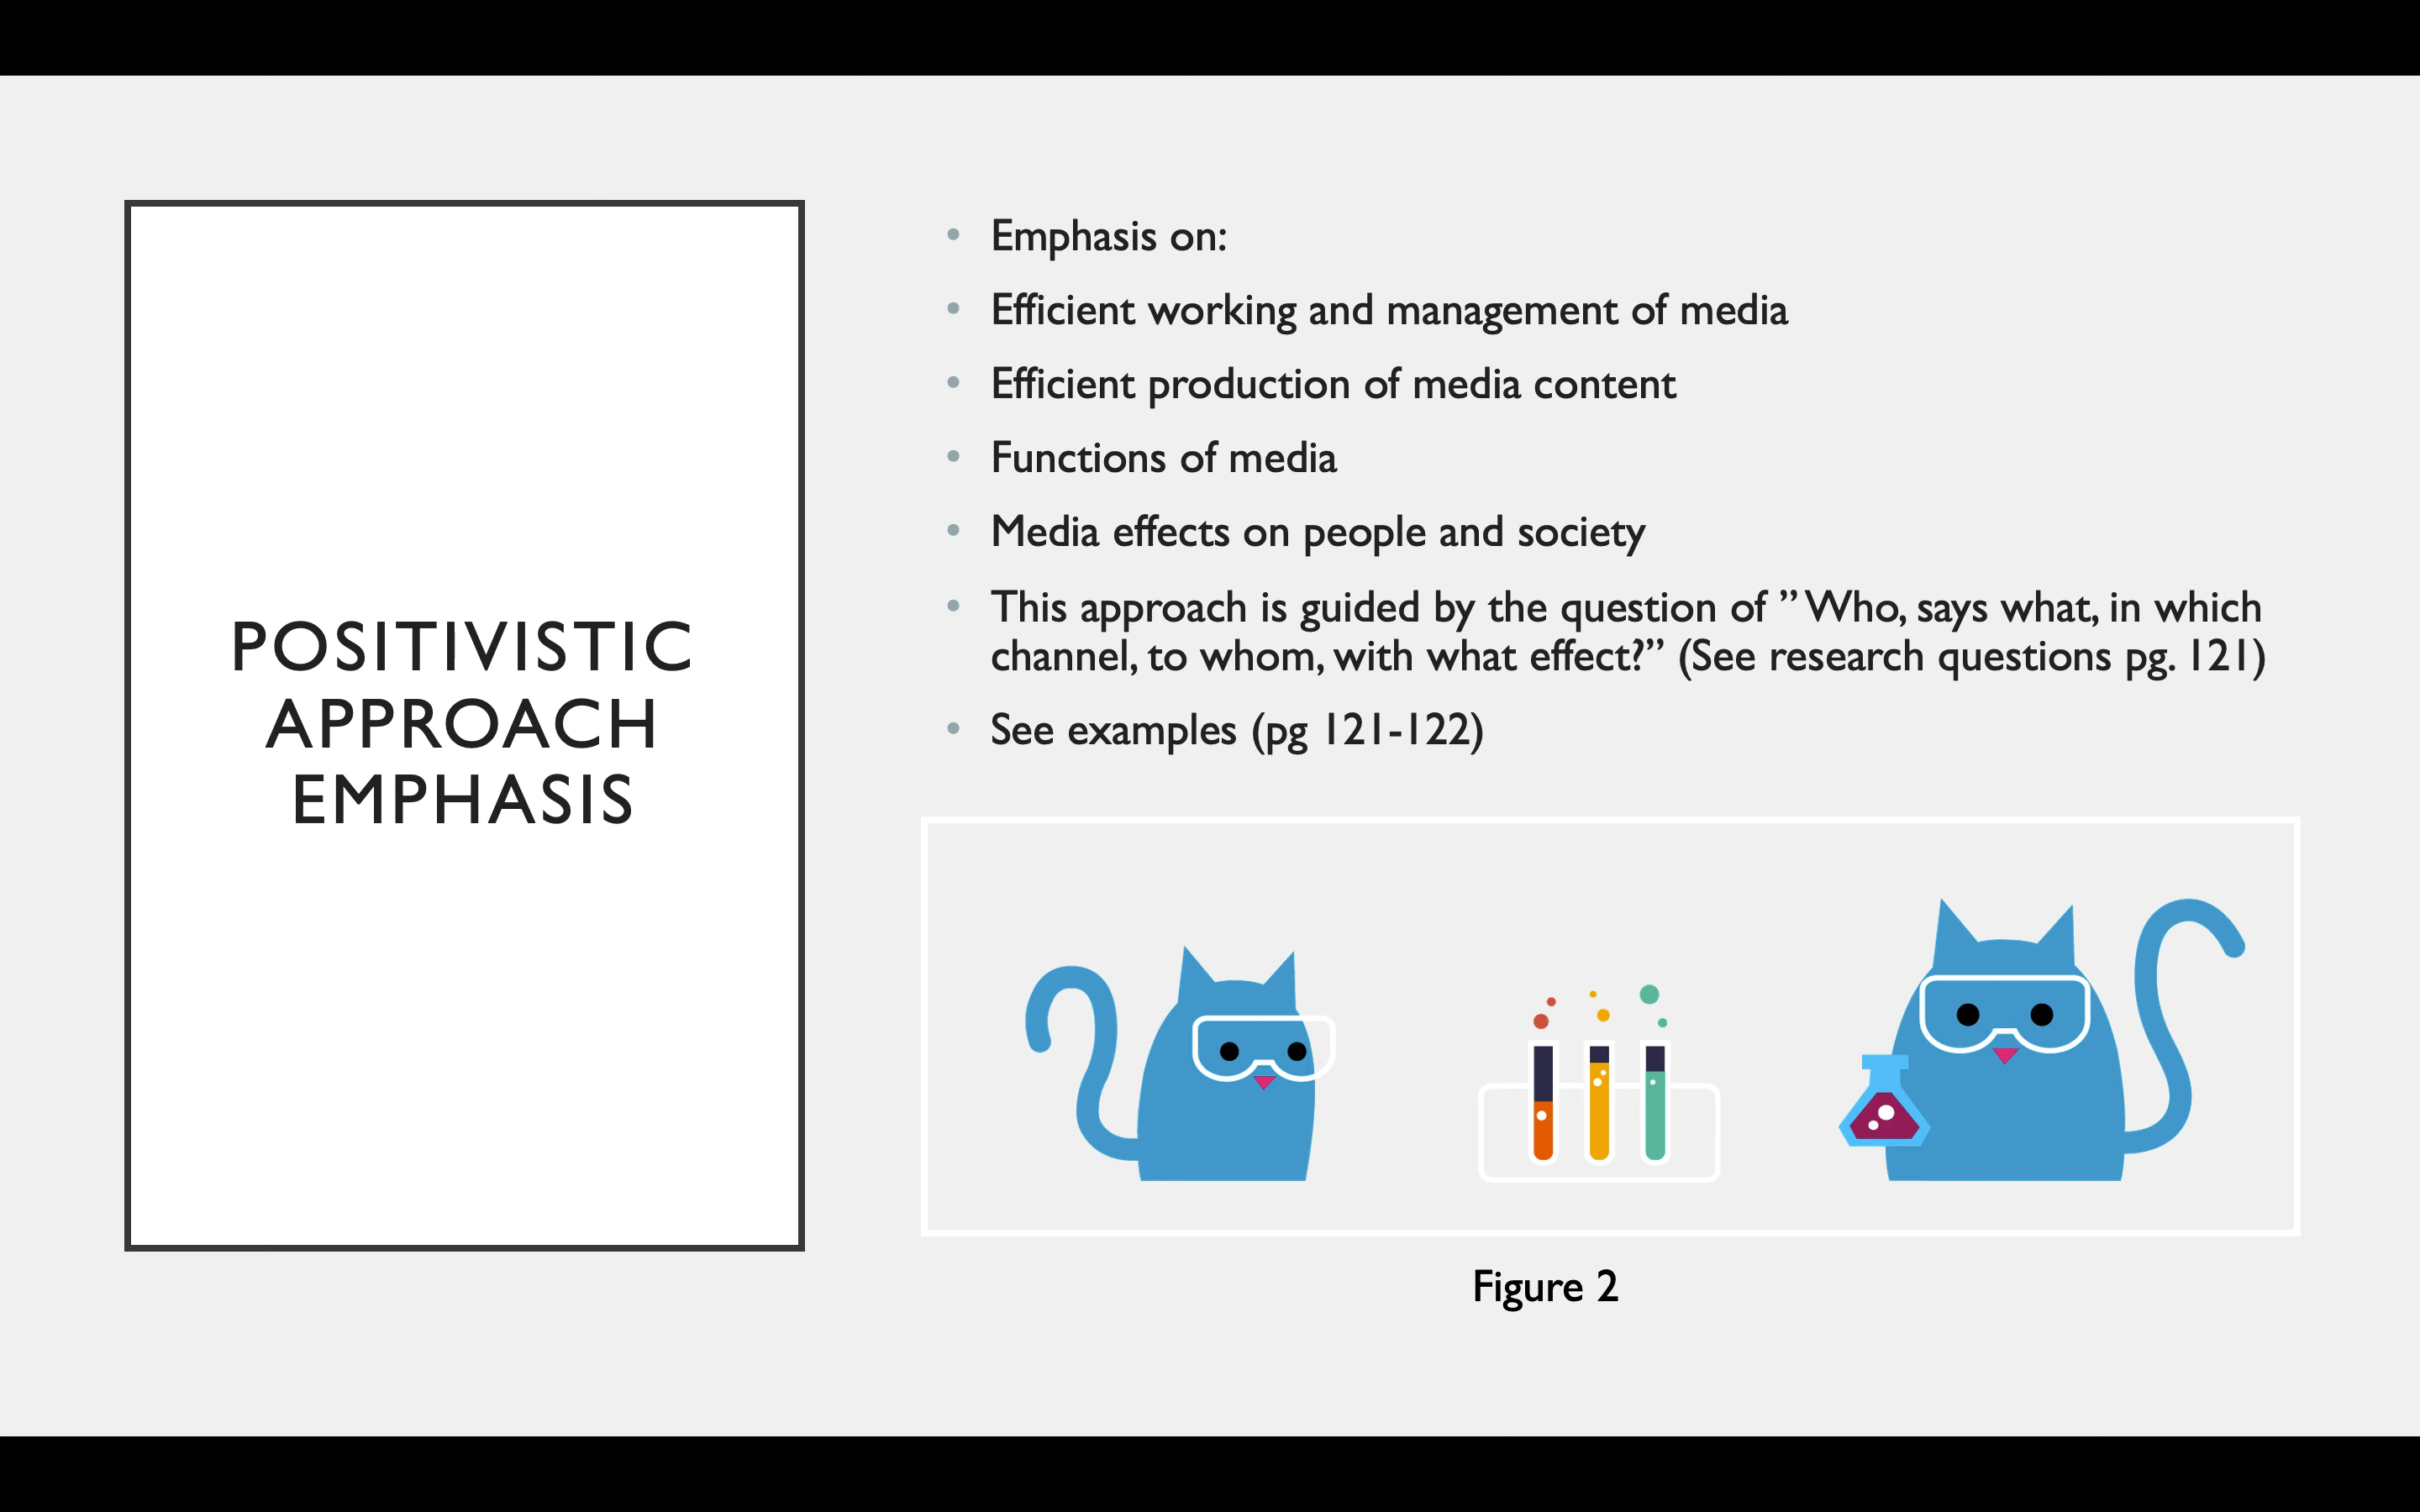 POSITIVISTIC
APPROACH
EMPHASIS
Emphasis on:
Efficient working and management of media
Efficient production of media content
Functions of media
Media effects on people and society
This approach is guided by the question of ” Who, says what, in which
channel, to whom, with what effect?” (See research questions pg. 121)
See examples (pg 121-122)
Figure 2